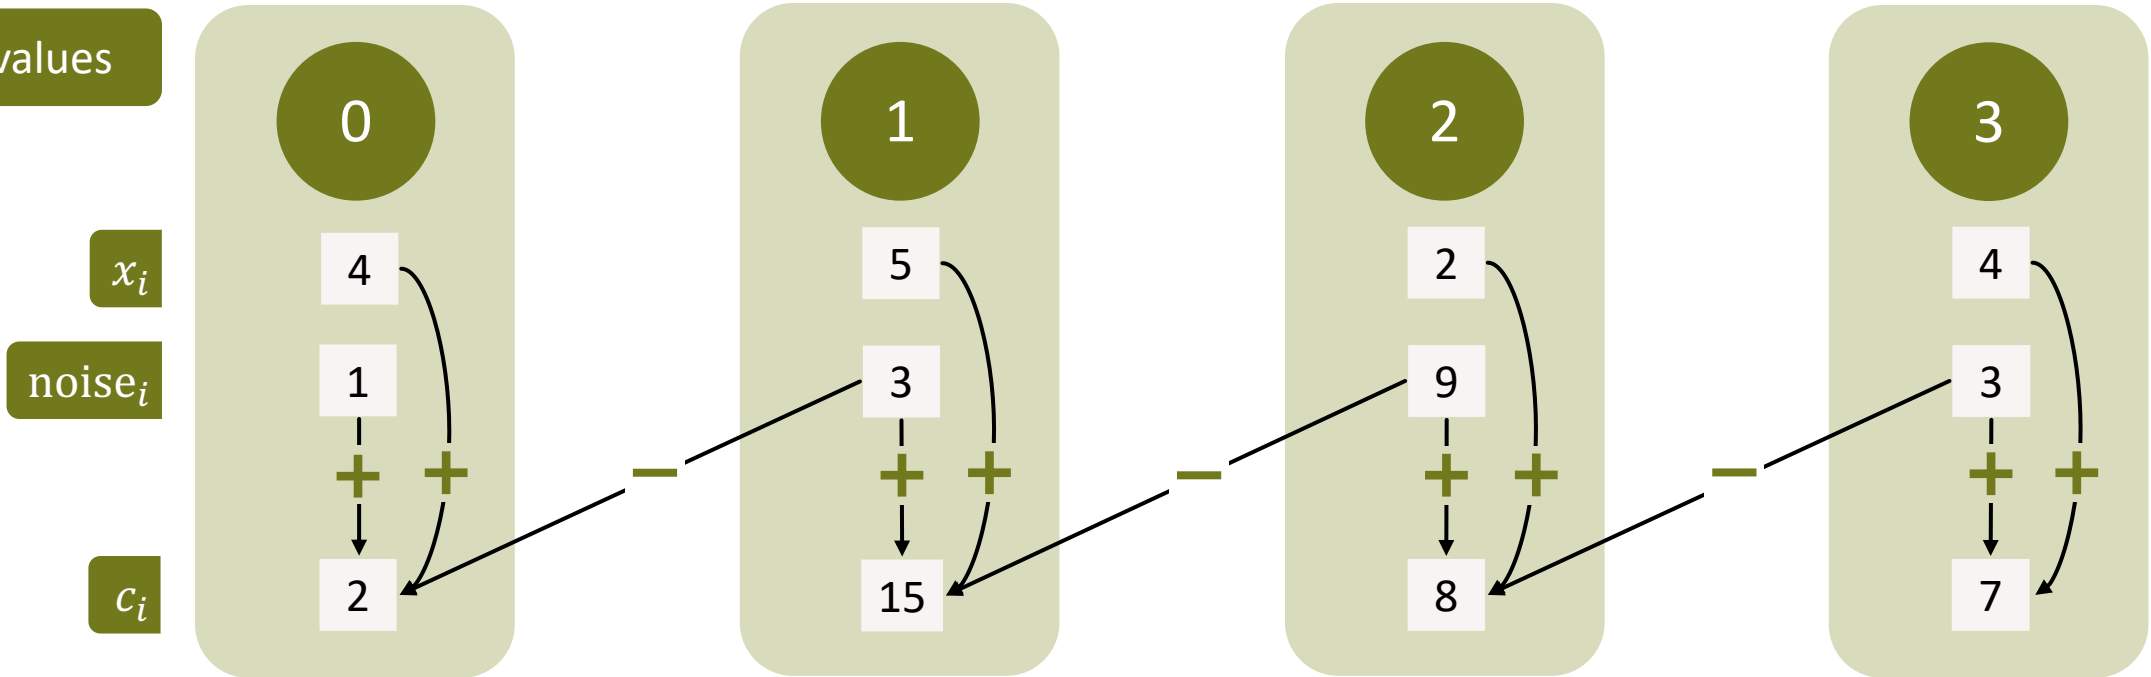 values
0 1 2 3
x_i 4 5 2 4
noise_i 1 3 9 3
+ + − + + − + + − + +
c_i 2 15 8 7